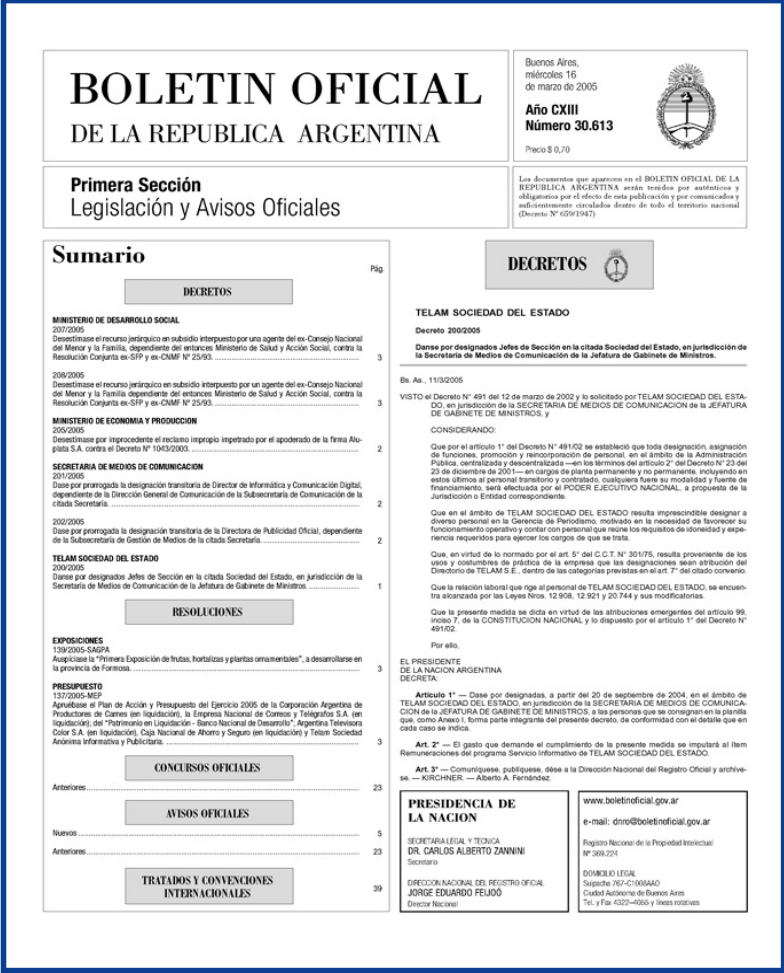 BOLETIN OFICIAL
DE LA REPUBLICA ARGENTINA
Buenos Aires,
miércoles 16
de marzo de 2005
Año CXIII
Número 30.613
Precio $ 0,70
Primera Sección
Legislación y Avisos Oficiales
Los documentos que aparecen en el BOLETIN OFICIAL DE LA
REPUBLICA ARGENTINA serán tenidos por auténticos y
obligatorios por el efecto de esta publicación y por comunicados y
suficientemente circulados dentro de todo el territorio nacional
(Decreto Nº 659/1947)
Sumario
Pág.
DECRETOS
MINISTERIO DE DESARROLLO SOCIAL
207/2005
Desestímase el recurso jerárquico en subsidio interpuesto por una agente del ex-Consejo Nacional
del Menor y la Familia, dependiente del entonces Ministerio de Salud y Acción Social, contra la
Resolución Conjunta ex-SFP y ex-CNMF Nº 25/93. 3
208/2005
Desestímase el recurso jerárquico en subsidio interpuesto por un agente del ex-Consejo Nacional
del Menor y la Familia dependiente del entonces Ministerio de Salud y Acción Social, contra la
Resolución Conjunta ex-SFP y ex-CNMF Nº 25/93. 3
MINISTERIO DE ECONOMIA Y PRODUCCION
205/2005
Desestímase por improcedente el reclamo impropio impetrado por el apoderado de la firma Alu-
plata S.A. contra el Decreto Nº 1043/2003. 2
SECRETARIA DE MEDIOS DE COMUNICACION
201/2005
Dase por prorrogada la designación transitoria de Director de Informática y Comunicación Digital,
dependiente de la Dirección General de Comunicación de la Subsecretaría de Comunicación de la
citada Secretaría. 2
202/2005
Dase por prorrogada la designación transitoria de la Directora de Publicidad Oficial, dependiente
de la Subsecretaría de Gestión de Medios de la citada Secretaría. 2
TELAM SOCIEDAD DEL ESTADO
200/2005
Danse por designados Jefes de Sección en la citada Sociedad del Estado, en jurisdicción de la
Secretaría de Medios de Comunicación de la Jefatura de Gabinete de Ministros. 1
RESOLUCIONES
EXPOSICIONES
139/2005-SAGPA
Auspíciase la "Primera Exposición de frutas, hortalizas y plantas ornamentales", a desarrollarse en
la provincia de Formosa. 3
PRESUPUESTO
137/2005-MEP
Apruébase el Plan de Acción y Presupuesto del Ejercicio 2005 de la Corporación Argentina de
Productores de Carnes (en liquidación), la Empresa Nacional de Correos y Telégrafos S.A. (en
liquidación); del "Patrimonio en Liquidación - Banco Nacional de Desarrollo"; Argentina Televisora
Color S.A. (en liquidación), Caja Nacional de Ahorro y Seguro (en liquidación) y Telam Sociedad
Anónima Informativa y Publicitaria. 3
CONCURSOS OFICIALES
Anteriores 23
AVISOS OFICIALES
Nuevos 5
Anteriores 23
TRATADOS Y CONVENCIONES
INTERNACIONALES 39
DECRETOS
TELAM SOCIEDAD DEL ESTADO
Decreto 200/2005
Danse por designados Jefes de Sección en la citada Sociedad del Estado, en jurisdicción de
la Secretaría de Medios de Comunicación de la Jefatura de Gabinete de Ministros.
Bs. As., 11/3/2005
VISTO el Decreto Nº 491 del 12 de marzo de 2002 y lo solicitado por TELAM SOCIEDAD DEL ESTA-
DO, en jurisdicción de la SECRETARIA DE MEDIOS DE COMUNICACION de la JEFATURA
DE GABINETE DE MINISTROS, y
CONSIDERANDO:
Que por el artículo 1º del Decreto Nº 491/02 se estableció que toda designación, asignación
de funciones, promoción y reincorporación de personal, en el ámbito de la Administración
Pública, centralizada y descentralizada —en los términos del artículo 2º del Decreto Nº 23 del
23 de diciembre de 2001— en cargos de planta permanente y no permanente, incluyendo en
estos últimos al personal transitorio y contratado, cualquiera fuere su modalidad y fuente de
financiamiento, será efectuada por el PODER EJECUTIVO NACIONAL, a propuesta de la
Jurisdicción o Entidad correspondiente.
Que en el ámbito de TELAM SOCIEDAD DEL ESTADO resulta imprescindible designar a
diverso personal en la Gerencia de Periodismo, motivado en la necesidad de favorecer su
funcionamiento operativo y contar con personal que reúne los requisitos de idoneidad y expe-
riencia requeridos para ejercer los cargos de que se trata.
Que, en virtud de lo normado por el art. 5º del C.C.T. Nº 301/75, resulta proveniente de los
usos y costumbres de práctica de la empresa que las designaciones sean atribución del
Directorio de TELAM S.E., dentro de las categorías previstas en el art. 7º del citado convenio.
Que la relación laboral que rige al personal de TELAM SOCIEDAD DEL ESTADO, se encuen-
tra alcanzada por las Leyes Nros. 12.908, 12.921 y 20.744 y sus modificatorias.
Que la presente medida se dicta en virtud de las atribuciones emergentes del artículo 99,
inciso 7, de la CONSTITUCION NACIONAL y lo dispuesto por el artículo 1º del Decreto Nº
491/02.
Por ello,
EL PRESIDENTE
DE LA NACION ARGENTINA
DECRETA:
Artículo 1º — Dase por designadas, a partir del 20 de septiembre de 2004, en el ámbito de
TELAM SOCIEDAD DEL ESTADO, en jurisdicción de la SECRETARIA DE MEDIOS DE COMUNICA-
CION de la JEFATURA DE GABINETE DE MINISTROS, a las personas que se consignan en la planilla
que, como Anexo I, forma parte integrante del presente decreto, de conformidad con el detalle que en
cada caso se indica.
Art. 2º — El gasto que demande el cumplimiento de la presente medida se imputará al ítem
Remuneraciones del programa Servicio Informativo de TELAM SOCIEDAD DEL ESTADO.
Art. 3º — Comuníquese, publíquese, dése a la Dirección Nacional del Registro Oficial y archíve-
se. — KIRCHNER. — Alberto A. Fernández.
PRESIDENCIA DE
LA NACION
SECRETARIA LEGAL Y TECNICA
DR. CARLOS ALBERTO ZANNINI
Secretario
DIRECCION NACIONAL DEL REGISTRO OFICIAL
JORGE EDUARDO FEIJOÓ
Director Nacional
www.boletinoficial.gov.ar
e-mail: dnro@boletinoficial.gov.ar
Registro Nacional de la Propiedad Intelectual
Nº 369.224
DOMICILIO LEGAL
Suipacha 767-C1008AAO
Ciudad Autónoma de Buenos Aires
Tel. y Fax 4322-4055 y líneas rotativas